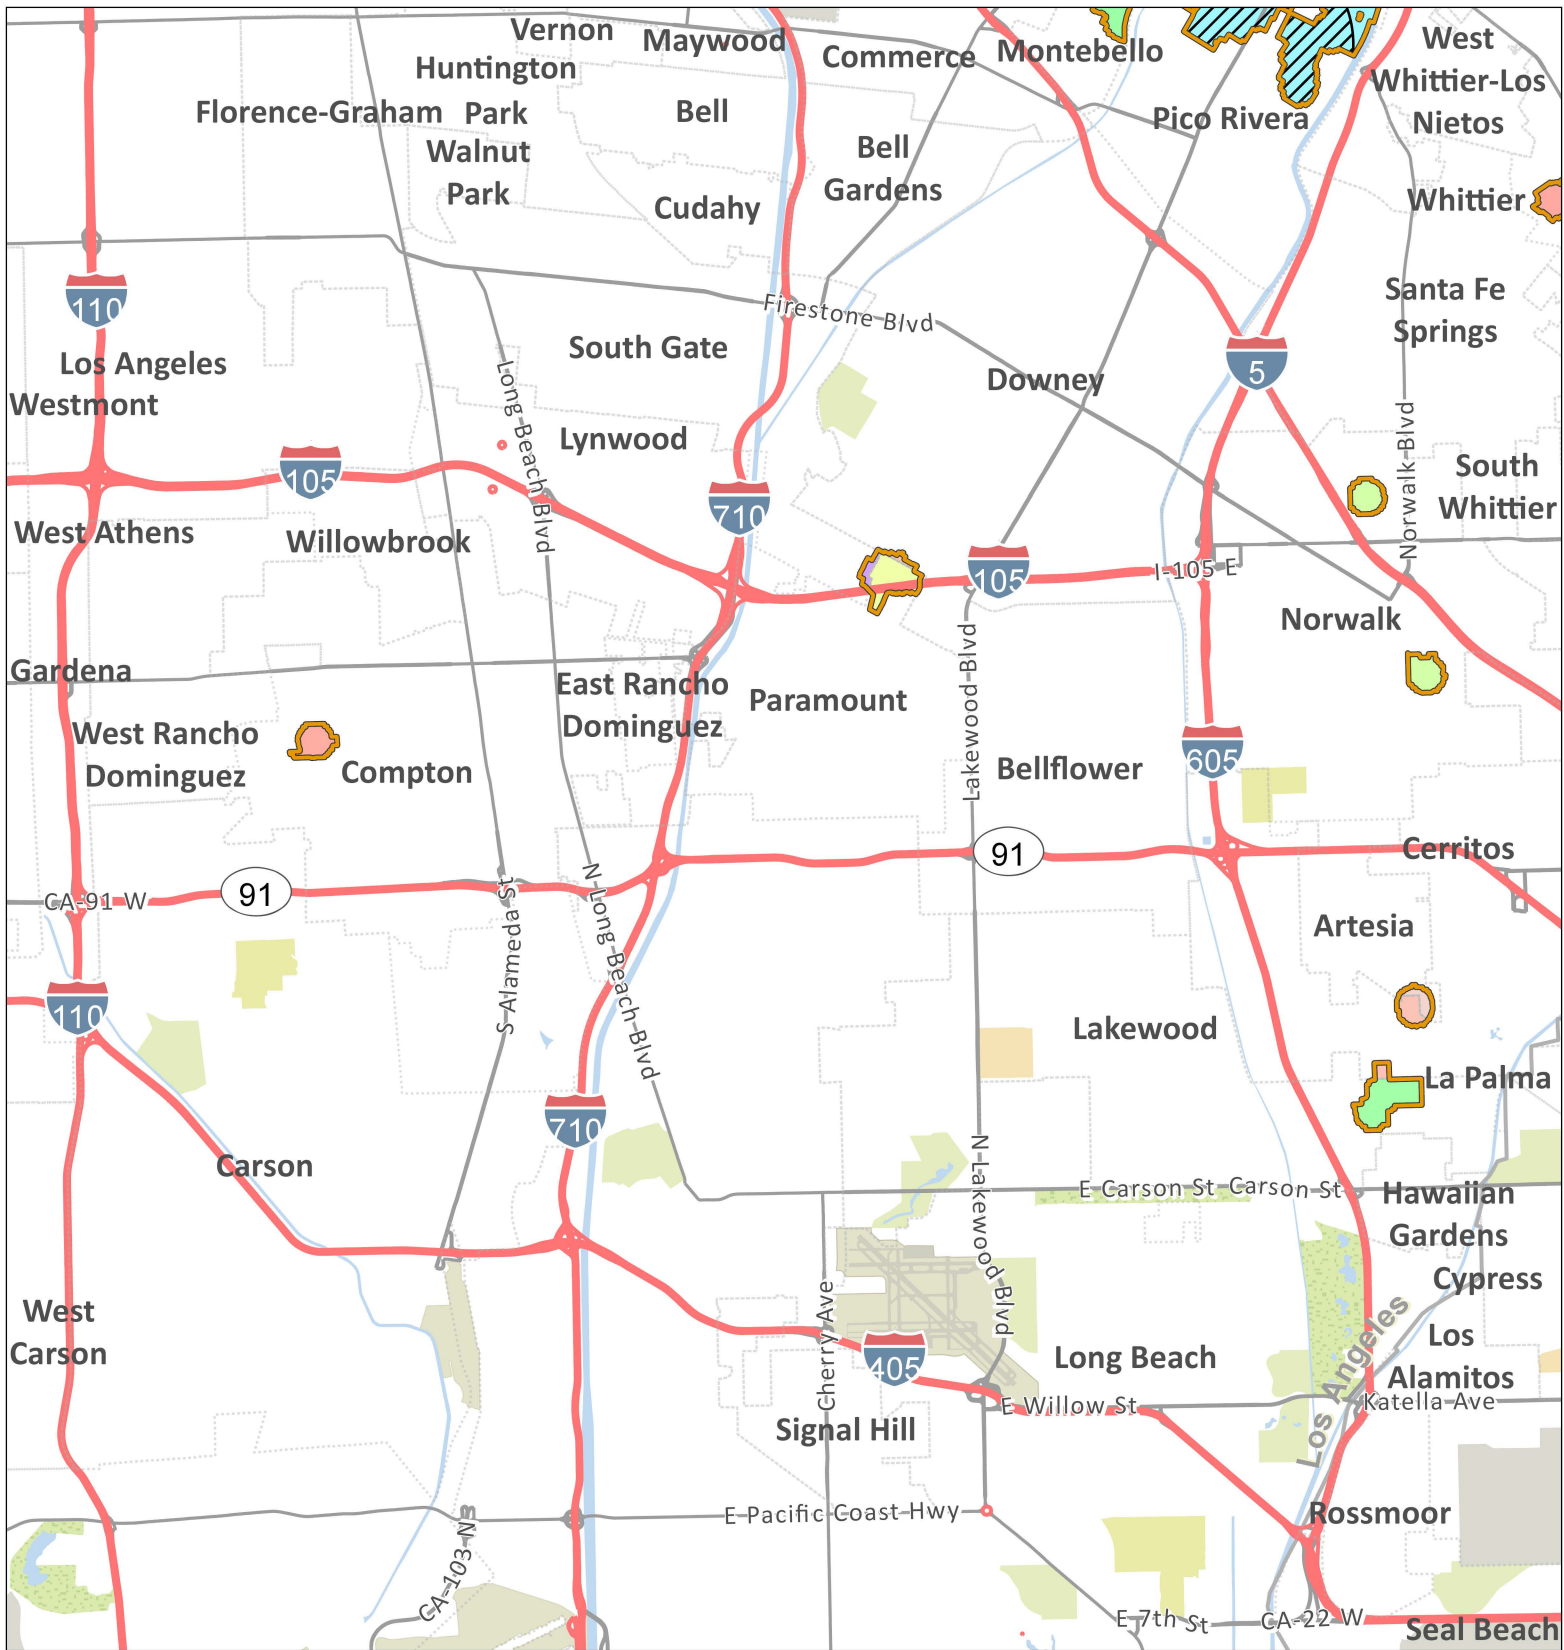 Vernon
Maywood
Commerce
Montebello
West
Whittier-Los
Nietos
Huntington
Park
Florence-Graham
Bell
Pico Rivera
Walnut
Park
Bell
Gardens
Cudahy
Whittier
110
Firestone Blvd
Santa Fe
Springs
Los Angeles
South Gate
5
Westmont
Long Beach Blvd
Downey
Norwalk Blvd
Lynwood
105
South
Whittier
710
West Athens
Willowbrook
105
I-105 E
Norwalk
Gardena
East Rancho
Dominguez
Paramount
Lakewood Blvd
West Rancho
Dominguez
Compton
Bellflower
605
91
Cerritos
CA-91 W
91
S Alameda St
N Long Beach Blvd
Artesia
110
Lakewood
La Palma
710
Carson
N Lakewood Blvd
E Carson St
Carson St
Hawaiian
Gardens
Cypress
West
Carson
Cherry Ave
405
Long Beach
Los Angeles
Los
Alamitos
E Willow St
Katella Ave
Signal Hill
E Pacific Coast Hwy
Rossmoor
CA-103 N
E 7th St
CA-22 W
Seal Beach